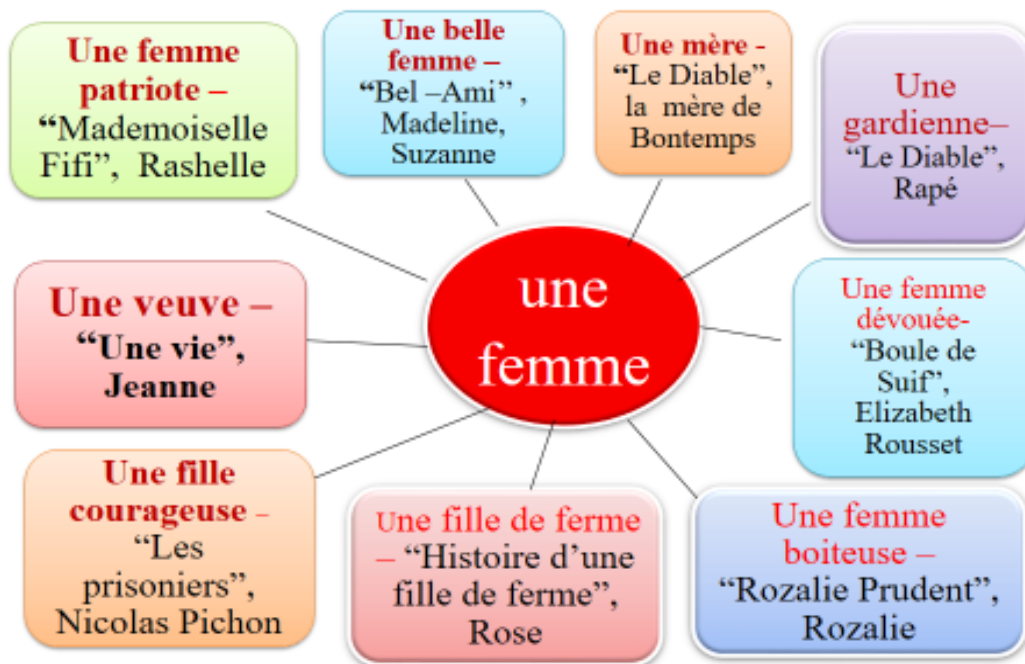 Une femme
patriote –
“Mademoiselle
Fifi”, Rashelle
Une belle
femme –
“Bel –Ami” ,
Madeline,
Suzanne
Une mère -
“Le Diable”,
la mère de
Bontemps
Une
gardienne–
“Le Diable”,
Rapé
une
femme
Une veuve –
“Une vie”,
Jeanne
Une femme
dévouée-
“Boule de
Suif”,
Elizabeth
Rousset
Une fille
courageuse –
“Les
prisoniers”,
Nicolas Pichon
Une fille de ferme
– “Histoire d’une
fille de ferme”,
Rose
Une femme
boiteuse –
“Rozalie Prudent”,
Rozalie